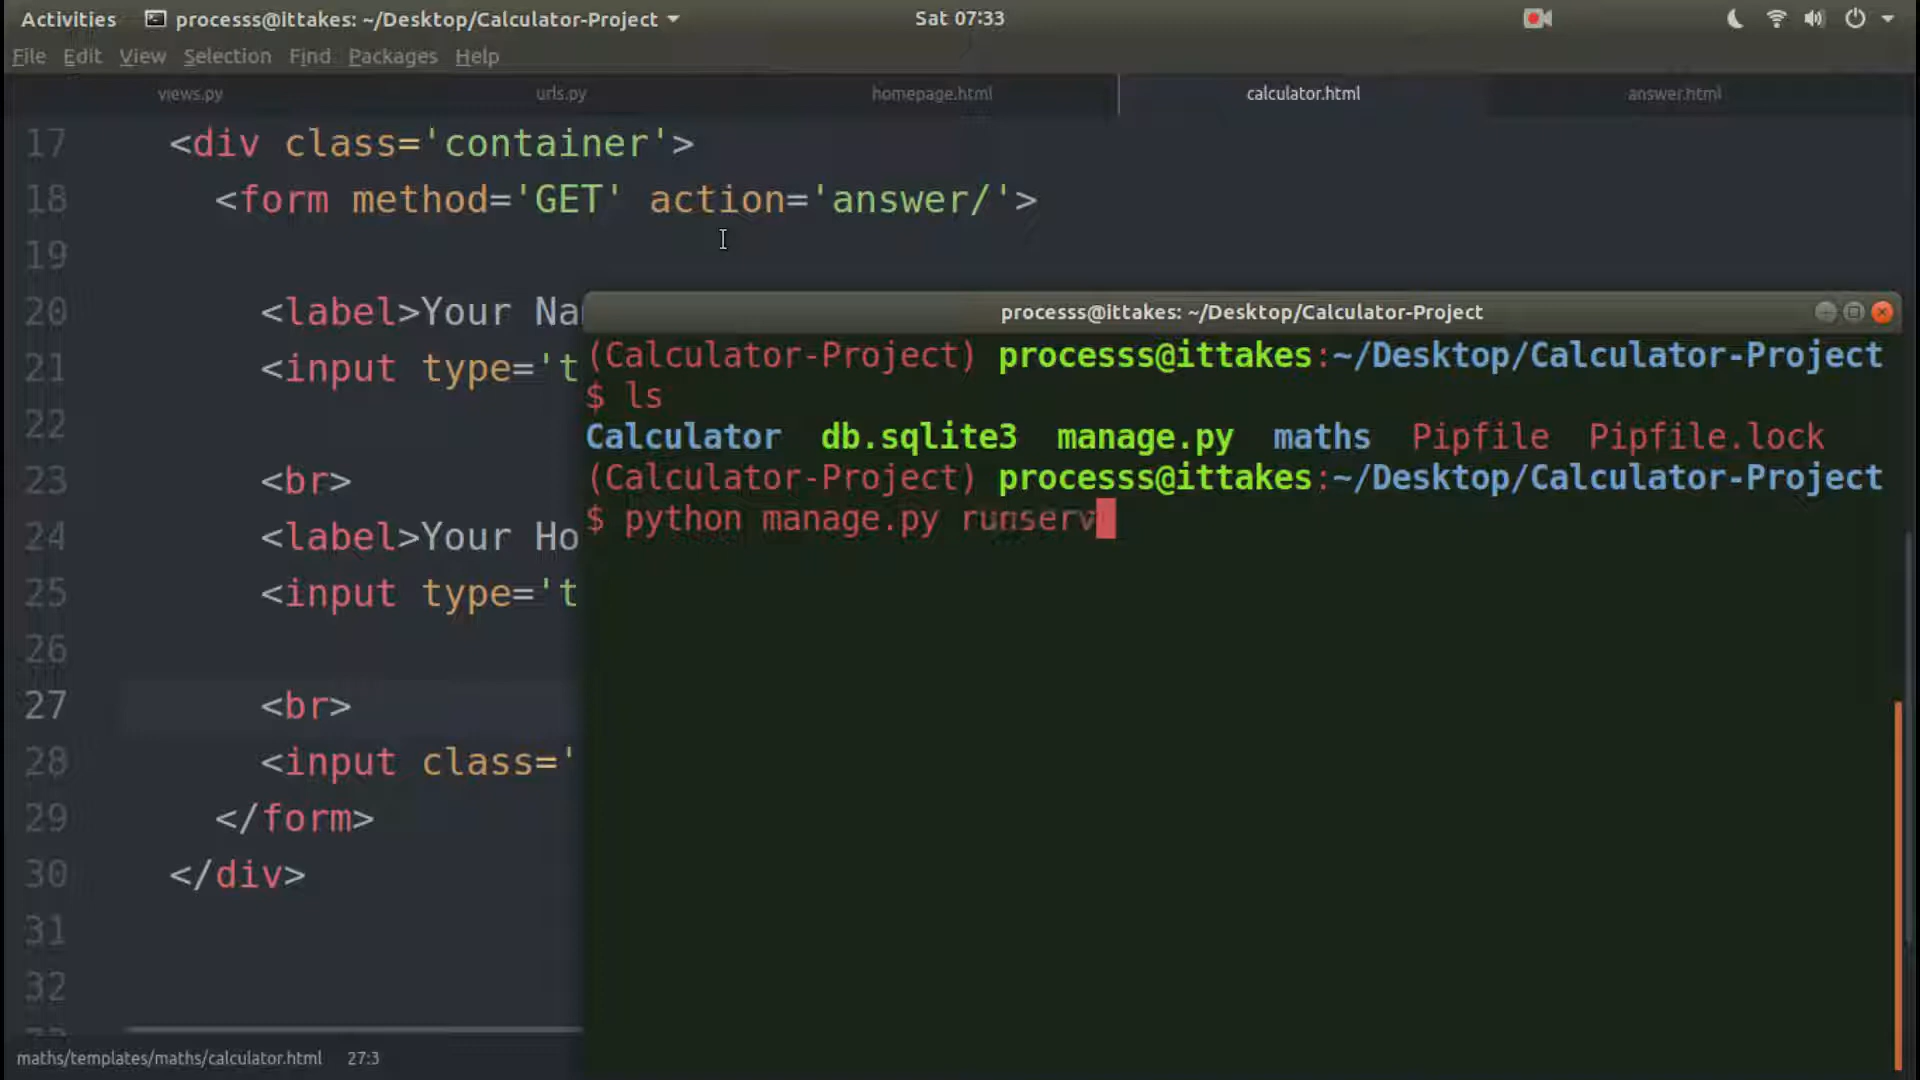 Activities processs@ittakes: ~/Desktop/Calculator-Project Sat 07:33
File Edit View Selection Find Packages Help
views.py urls.py homepage.html calculator.html answer.html
17 <div class='container'>
18 <form method='GET' action='answer/'>
19
20 <label>Your Na
21 <input type='t
22
23 <br>
24 <label>Your Ho
25 <input type='t
26
27 <br>
28 <input class='
29 </form>
30 </div>
31
32
processs@ittakes: ~/Desktop/Calculator-Project
(Calculator-Project) processs@ittakes:~/Desktop/Calculator-Project
$ ls
Calculator db.sqlite3 manage.py maths Pipfile Pipfile.lock
(Calculator-Project) processs@ittakes:~/Desktop/Calculator-Project
$ python manage.py runserv
maths/templates/maths/calculator.html 27:3